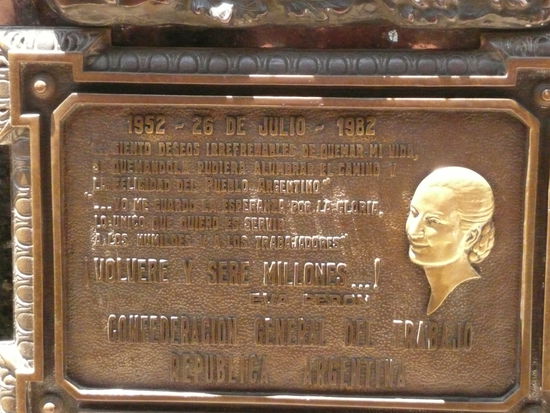 1952 - 26 DE JULIO - 1982
SIENTO DESEOS IRREFRENABLES DE QUEMAR MI VIDA,
SI QUEMANDOLA PUDIERA ALUMBRAR EL CAMINO Y
LA FELICIDAD DEL PUEBLO ARGENTINO"
"...YO ME GUARDO LA ESPERANZA POR LA GLORIA,
LO UNICO QUE QUIERO ES SERVIR
A LOS HUMILDES Y A LOS TRABAJADORES"
¡VOLVERE Y SERE MILLONES...!
EVA PERON
CONFEDERACION GENERAL DEL TRABAJO
REPUBLICA ARGENTINA